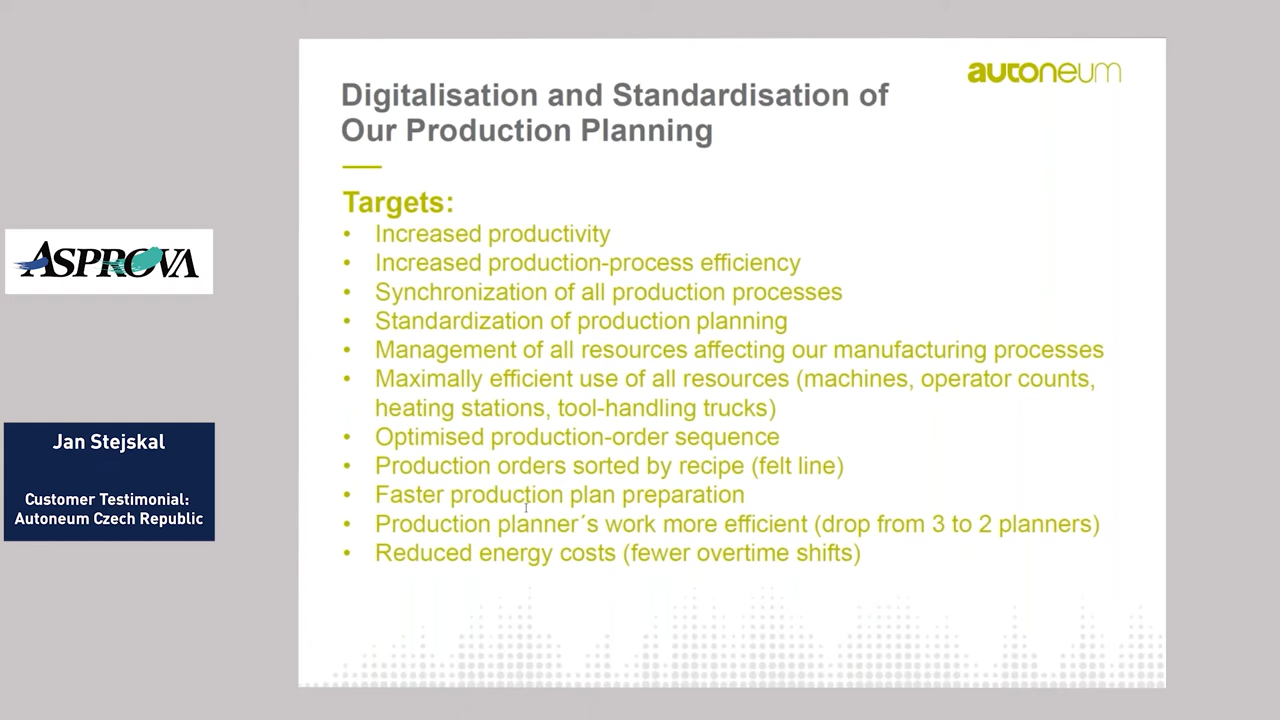 autoneum
Digitalisation and Standardisation of
Our Production Planning
Targets:
• Increased productivity
• Increased production-process efficiency
• Synchronization of all production processes
• Standardization of production planning
• Management of all resources affecting our manufacturing processes
• Maximally efficient use of all resources (machines, operator counts,
heating stations, tool-handling trucks)
• Optimised production-order sequence
• Production orders sorted by recipe (felt line)
• Faster production plan preparation
• Production planner´s work more efficient (drop from 3 to 2 planners)
• Reduced energy costs (fewer overtime shifts)
ASPROVA
Jan Stejskal
Customer Testimonial:
Autoneum Czech Republic